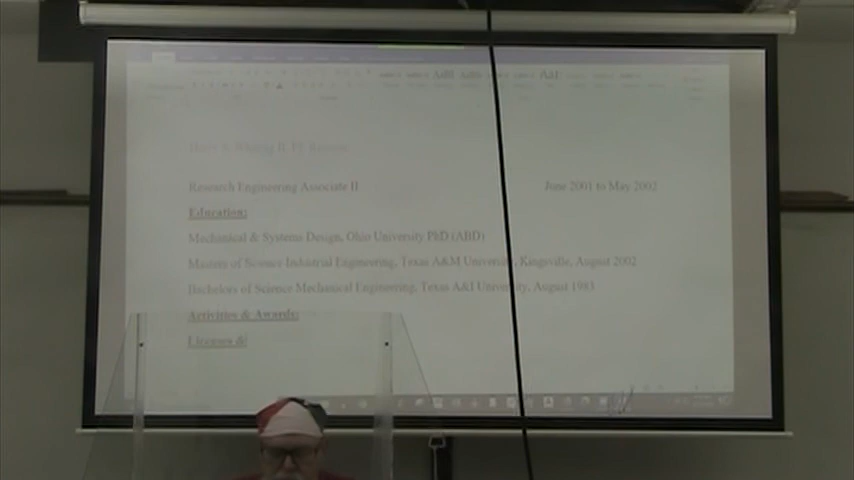 Research Engineering Associate II June 2001 to May 2002
Education:
Mechanical & Systems Design, Ohio University PhD (ABD)
Masters of Science Industrial Engineering, Texas A&M University, Kingsville, August 2002
Bachelors of Science Mechanical Engineering, Texas A&I University, August 1983
Activities & Awards:
Licenses &